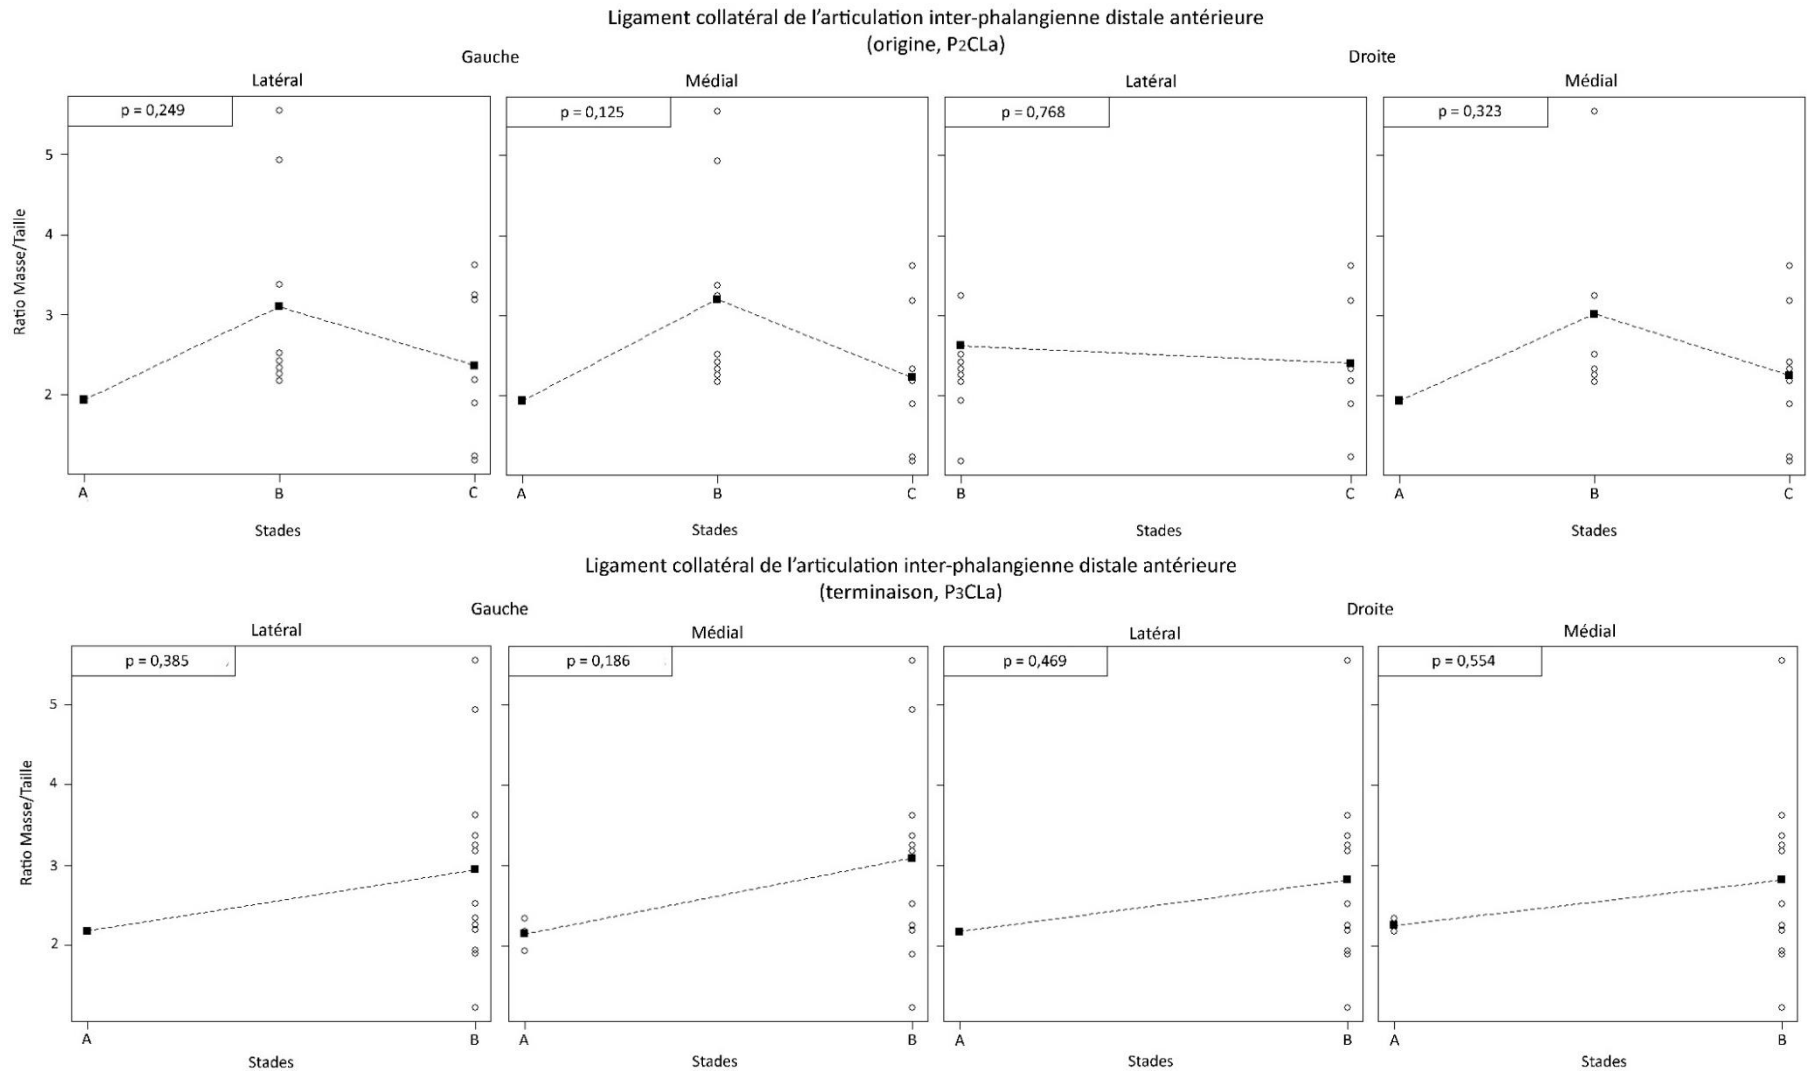 Ligament collatéral de l’articulation inter-phalangienne distale antérieure
(origine, P2CLa)
Gauche
Droite
Latéral
Médial
Latéral
Médial
p = 0,249
p = 0,125
p = 0,768
p = 0,323
Ratio Masse/Taille
5
4
3
2
A
B
C
A
B
C
B
C
A
B
C
Stades
Stades
Stades
Stades
Ligament collatéral de l’articulation inter-phalangienne distale antérieure
(terminaison, P3CLa)
Gauche
Droite
Latéral
Médial
Latéral
Médial
p = 0,385
p = 0,186
p = 0,469
p = 0,554
Ratio Masse/Taille
5
4
3
2
A
B
A
B
A
B
A
B
Stades
Stades
Stades
Stades